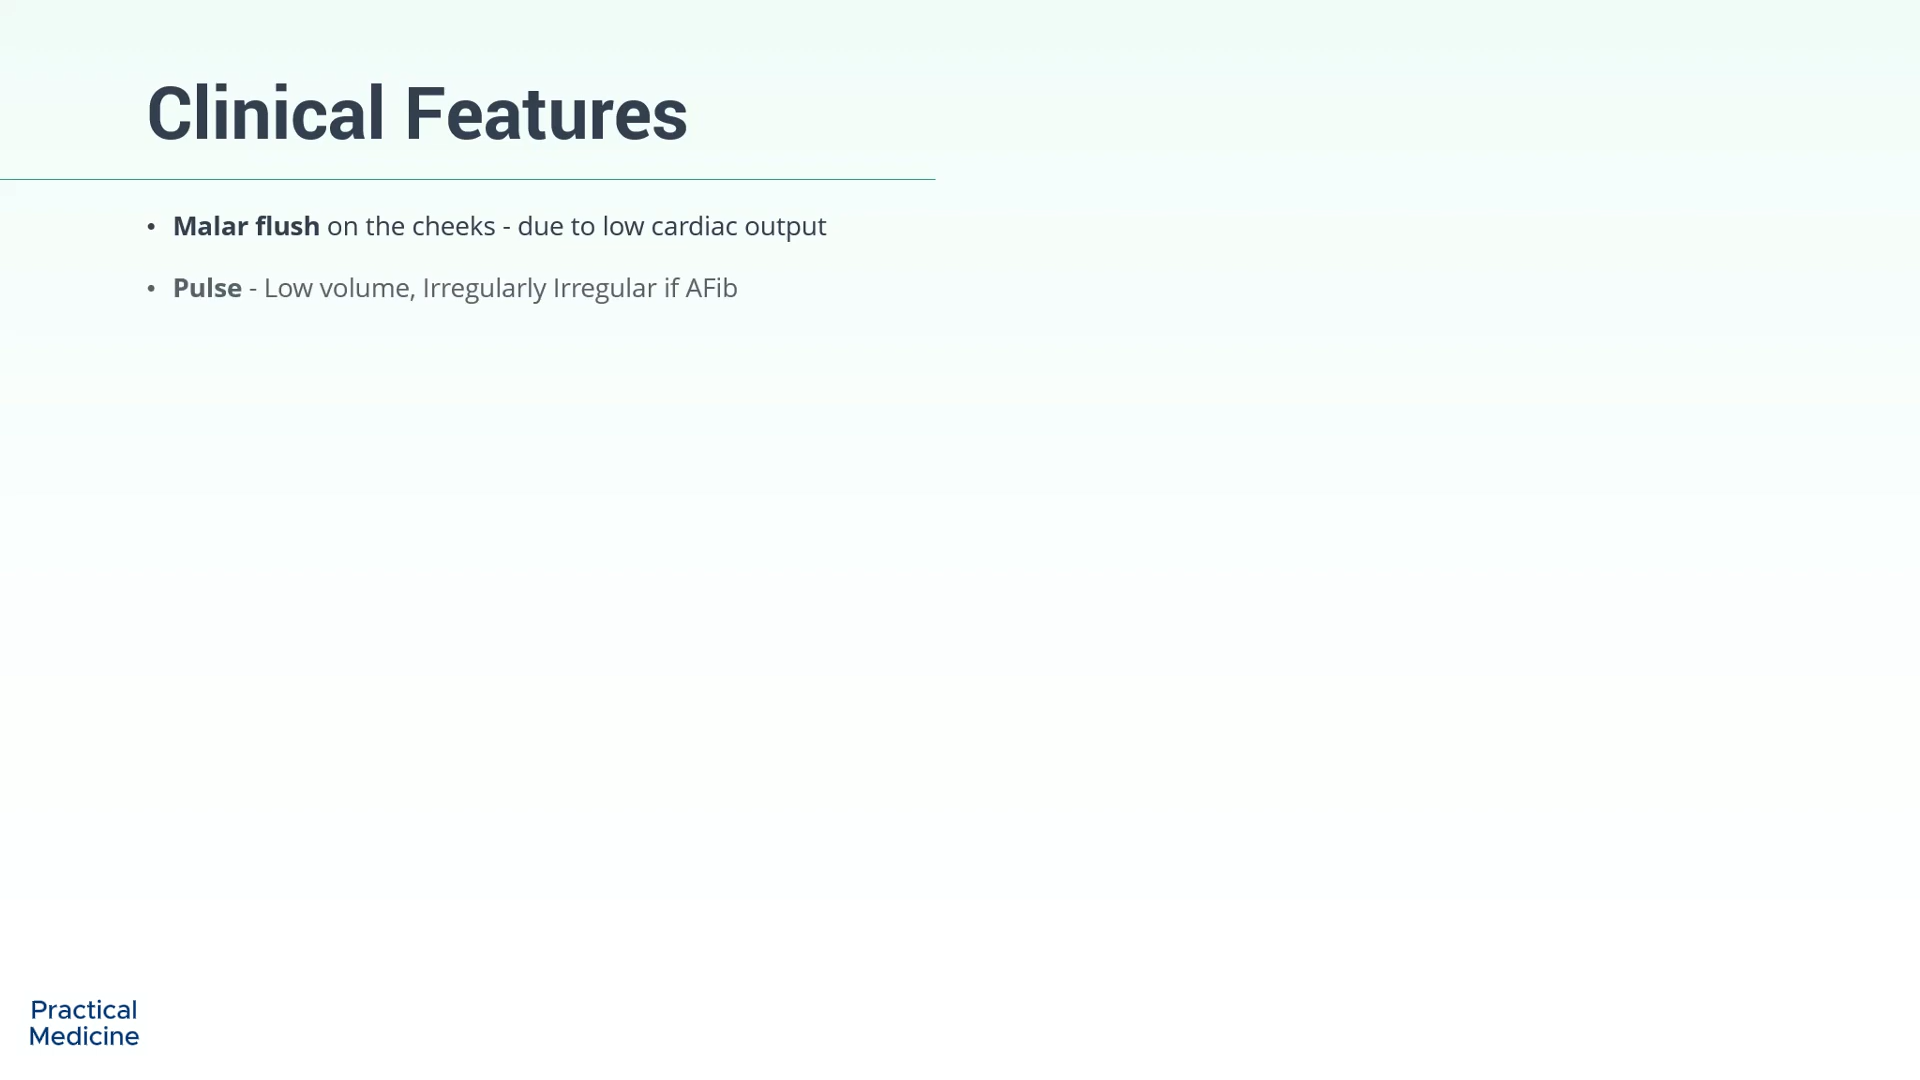 Clinical Features
• Malar flush on the cheeks - due to low cardiac output
• Pulse - Low volume, Irregularly Irregular if AFib
Practical
Medicine